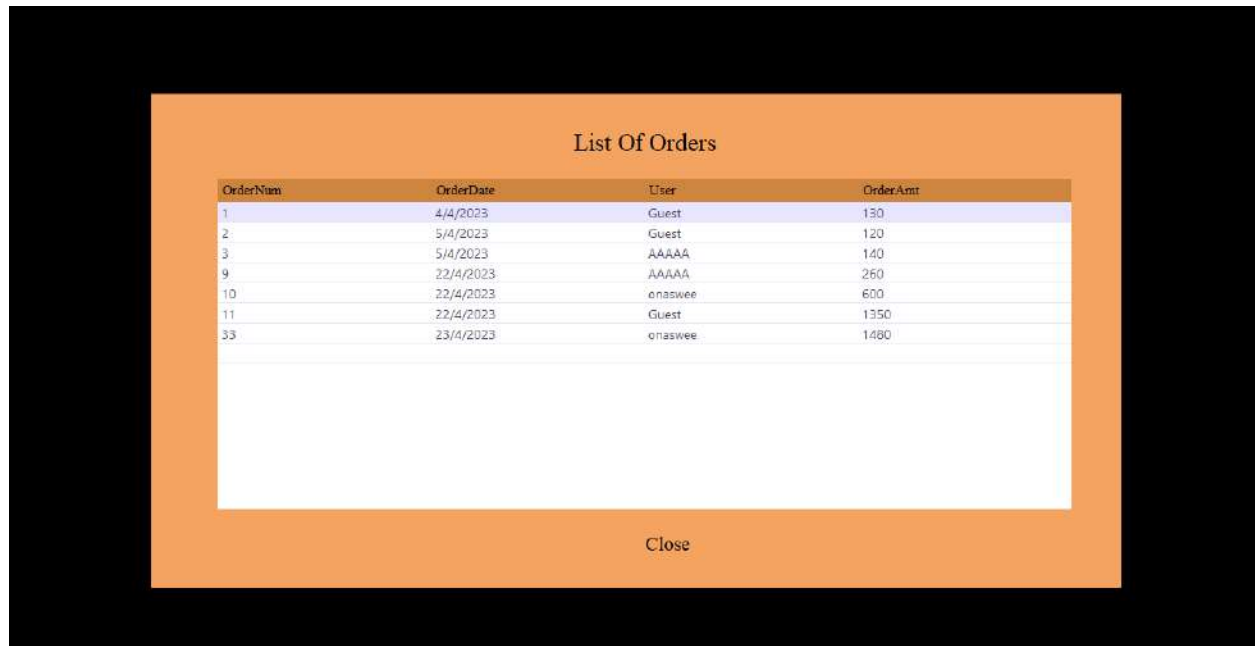 List Of Orders
OrderNum OrderDate User OrderAmt
1 4/4/2023 Guest 130
2 5/4/2023 Guest 120
3 5/4/2023 AAAAA 140
9 22/4/2023 AAAAA 260
10 22/4/2023 onaswee 600
11 22/4/2023 Guest 1350
33 23/4/2023 onaswee 1480
Close